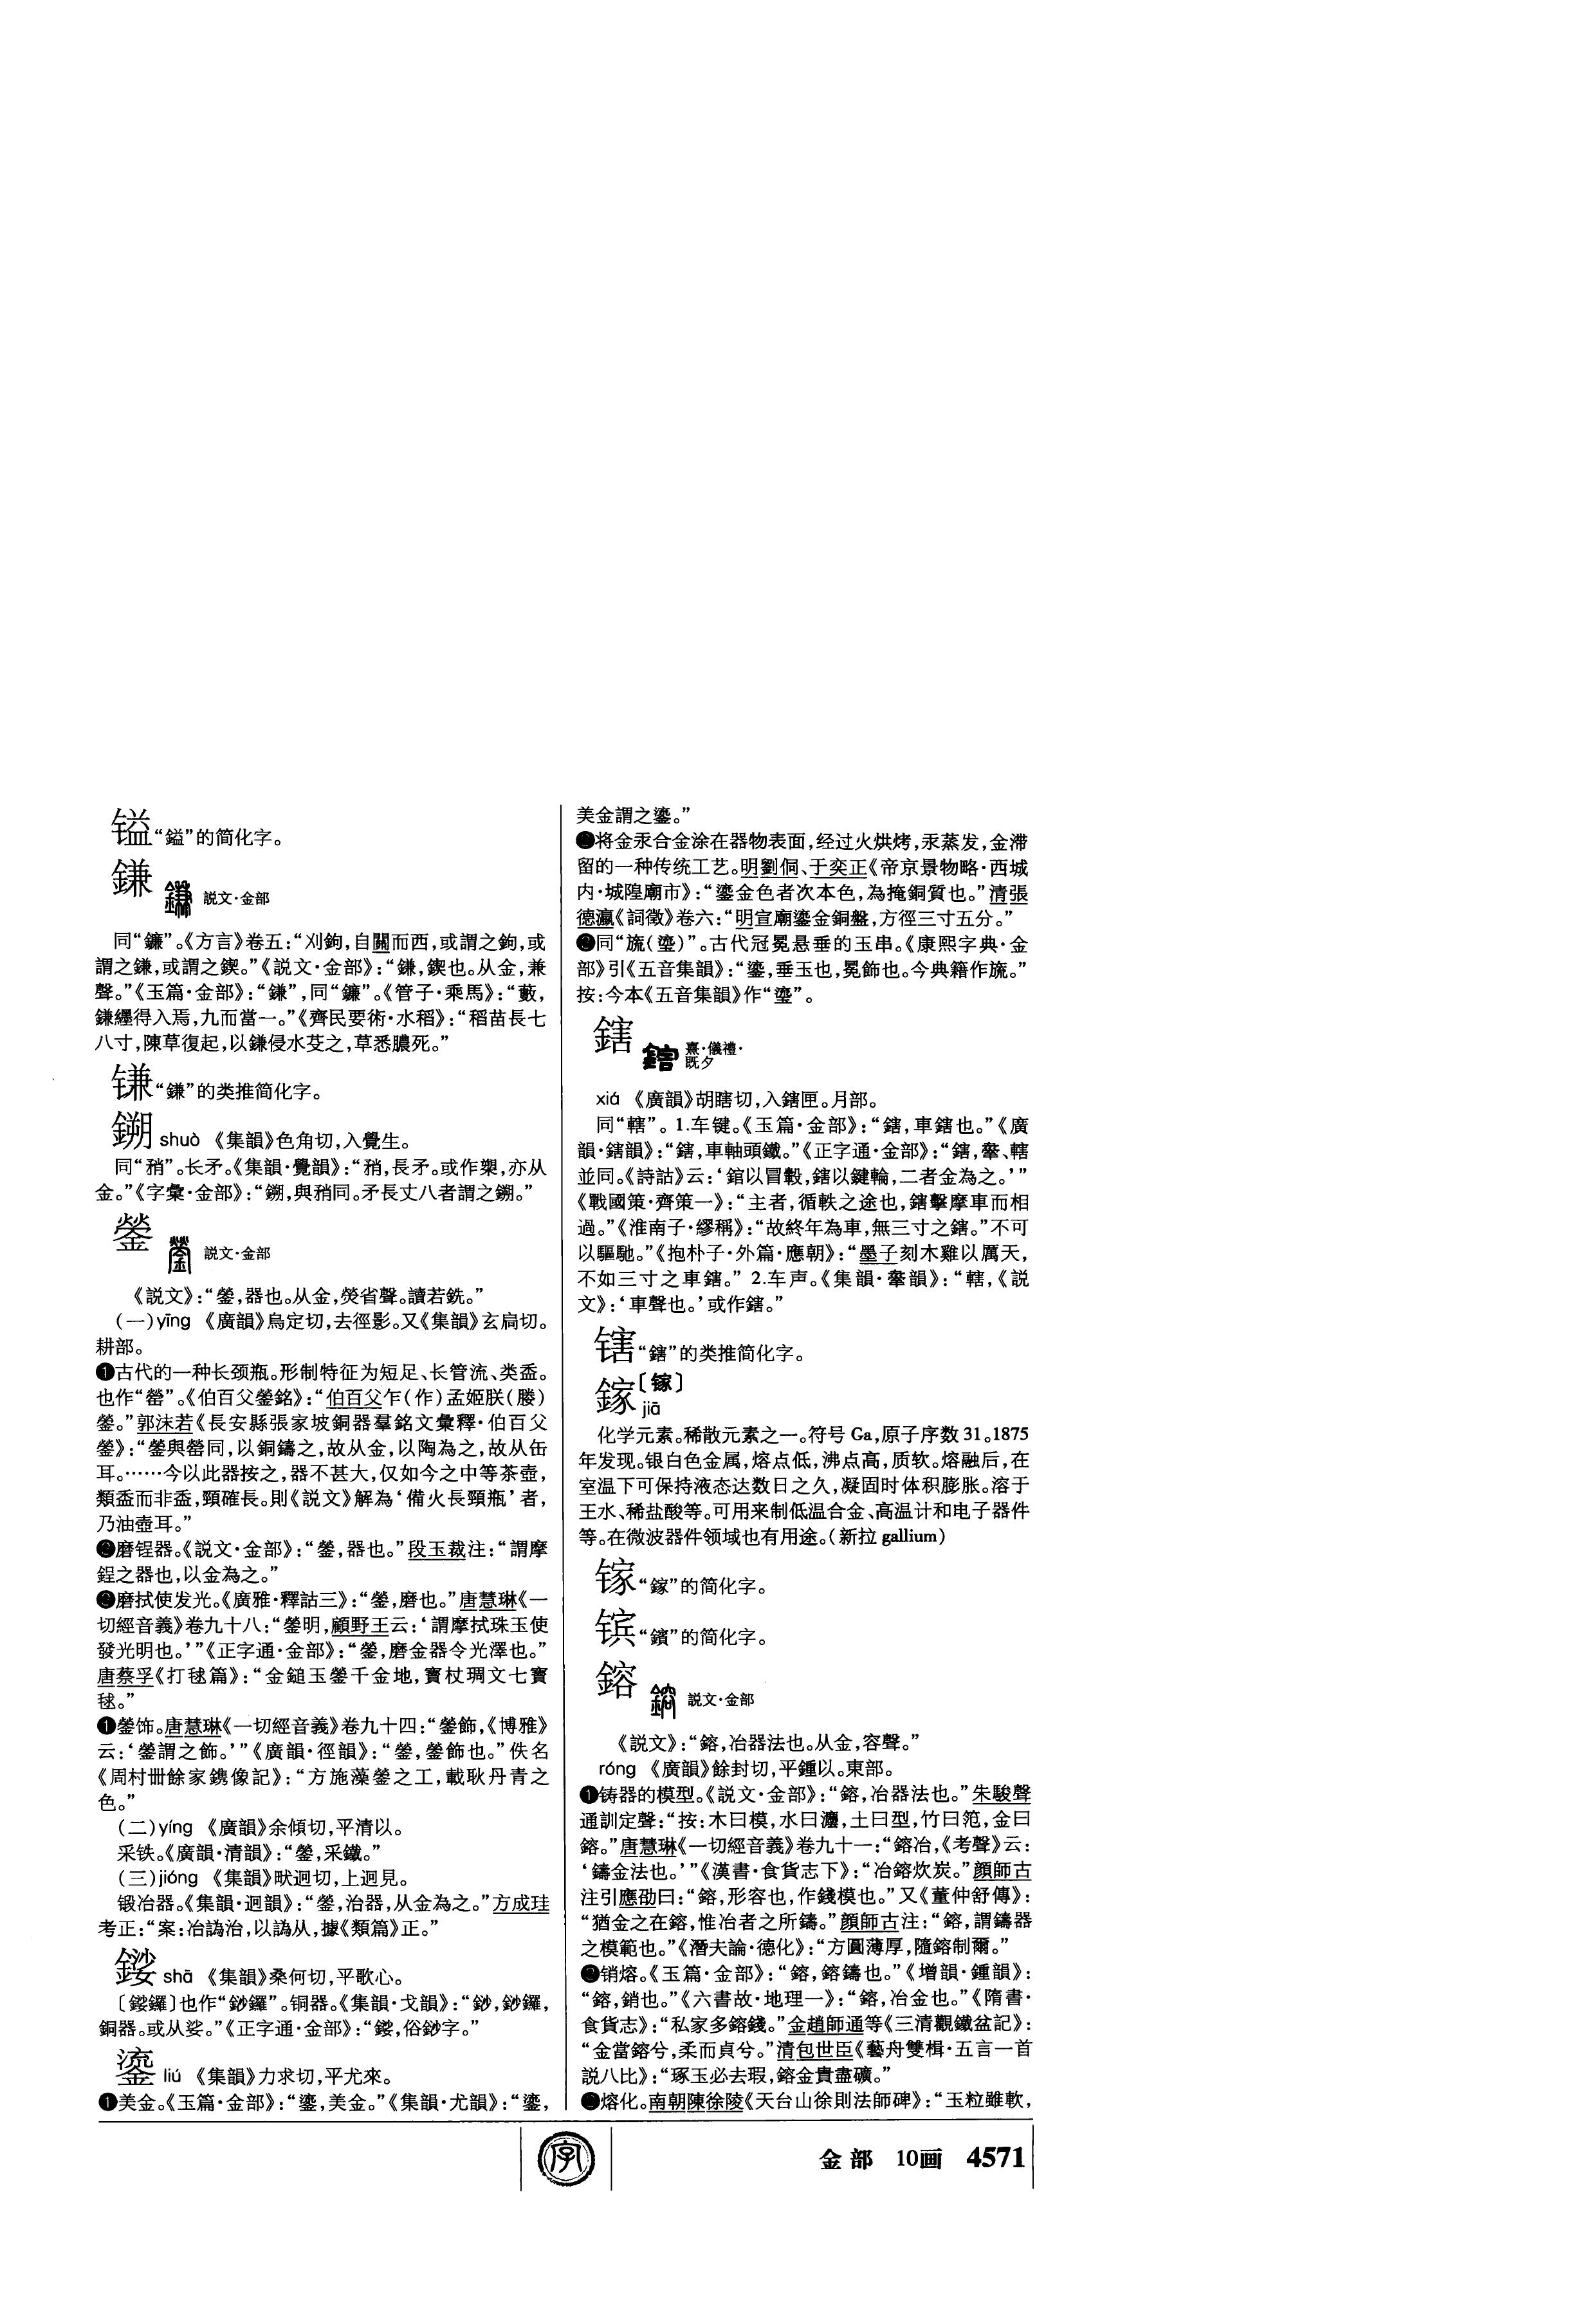 镒“鎰”的简化字。
鎌 説文·金部
同“鐮”。《方言》卷五：“刈鉤，自關而西，或謂之鉤，或
謂之鎌，或謂之鍥。”《説文·金部》：“鎌，鍥也。从金，兼
聲。”《玉篇·金部》：“鎌”，同“鐮”。《管子·乘馬》：“藪，
鎌纆得入焉，九而當一。”《齊民要術·水稻》：“稻苗長七
八寸，陳草復起，以鎌侵水芟之，草悉膿死。”
“鎌”的类推简化字。
鎙 shuò 《集韻》色角切，入覺生。
同“矟”。长矛。《集韻·覺韻》：“矟，長矛。或作槊，亦从
金。”《字彙·金部》：“鎙，與矟同。矛長丈八者謂之鎙。”
鎣 説文·金部
《説文》：“鎣，器也。从金，熒省聲。讀若銑。”
（一）yīng 《廣韻》烏定切，去徑影。又《集韻》玄扃切。
耕部。
❶古代的一种长颈瓶。形制特征为短足、长管流、类盉。
也作“罃”。《伯百父鎣銘》：“伯百父乍（作）孟姬朕（媵）
鎣。”郭沫若《長安縣張家坡銅器羣銘文彙釋·伯百父
鎣》：“鎣與罃同，以銅鑄之，故从金，以陶為之，故从缶
耳。……今以此器按之，器不甚大，仅如今之中等茶壺，
類盉而非盉，頸確長。則《説文》解為‘備火長頸瓶’者，
乃油壺耳。”
❷磨锃器。《説文·金部》：“鎣，器也。”段玉裁注：“謂摩
鋥之器也，以金為之。”
❷磨拭使发光。《廣雅·釋詁三》：“鎣，磨也。”唐慧琳《一
切經音義》卷九十八：“鎣明，顧野王云：‘謂摩拭珠玉使
發光明也。’”《正字通·金部》：“鎣，磨金器令光澤也。”
唐蔡孚《打毬篇》：“金鎚玉鎣千金地，寶杖琱文七寶
毬。”
❶鎣饰。唐慧琳《一切經音義》卷九十四：“鎣飾，《博雅》
云：‘鎣謂之飾。’”《廣韻·徑韻》：“鎣，鎣飾也。”佚名
《周村卌餘家鐫像記》：“方施藻鎣之工，載耿丹青之
色。”
（二）yíng 《廣韻》余傾切，平清以。
采铁。《廣韻·清韻》：“鎣，采鐵。”
（三）jiǒng 《集韻》畎迥切，上迥見。
锻冶器。《集韻·迥韻》：“鎣，治器，从金為之。”方成珪
考正：“案：冶譌治，以譌从，據《類篇》正。”
shā 《集韻》桑何切，平歌心。
〔鎫鑼〕也作“鈔鑼”。铜器。《集韻·戈韻》：“鈔，鈔鑼，
銅器。或从娑。”《正字通·金部》：“，俗鈔字。”
鎏 liú 《集韻》力求切，平尤來。
❶美金。《玉篇·金部》：“鎏，美金。”《集韻·尤韻》：“鎏，
美金謂之鎏。”
❷将金汞合金涂在器物表面，经过火烘烤，汞蒸发，金滞
留的一种传统工艺。明劉侗、于奕正《帝京景物略·西城
内·城隍廟市》：“鎏金色者次本色，為掩銅質也。”清張
德瀛《詞徵》卷六：“明宣廟鎏金銅盤，方徑三寸五分。”
❷同“旒（瑬）”。古代冠冕悬垂的玉串。《康熙字典·金
部》引《五音集韻》：“鎏，垂玉也，冕飾也。今典籍作旒。”
按：今本《五音集韻》作“瑬”。
鎋 熹·儀禮·
既夕
xiá 《廣韻》胡瞎切，入鎋匣。月部。
同“轄”。1.车键。《玉篇·金部》：“鎋，車鎋也。”《廣
韻·鎋韻》：“鎋，車軸頭鐵。”《正字通·金部》：“鎋，舝、轄
並同。《詩詁》云：‘錧以冒轂，鎋以鍵輪，二者金為之。’”
《戰國策·齊策一》：“主者，循軼之途也，鎋擊摩車而相
過。”《淮南子·繆稱》：“故終年為車，無三寸之鎋。”不可
以驅馳。”《抱朴子·外篇·應朝》：“墨子刻木雞以厲天，
不如三寸之車鎋。” 2.车声。《集韻·舝韻》：“轄，《説
文》：‘車聲也。’或作鎋。”
“鎋”的类推简化字。
鎵〔镓〕
jiā
化学元素。稀散元素之一。符号 Ga，原子序数 31。1875
年发现。银白色金属，熔点低，沸点高，质软。熔融后，在
室温下可保持液态达数日之久，凝固时体积膨胀。溶于
王水、稀盐酸等。可用来制低温合金、高温计和电子器件
等。在微波器件领域也有用途。（新拉 gallium）
镓“鎵”的简化字。
镔“鑌”的简化字。
鎔 説文·金部
《説文》：“鎔，冶器法也。从金，容聲。”
róng 《廣韻》餘封切，平鍾以。東部。
❶铸器的模型。《説文·金部》：“鎔，冶器法也。”朱駿聲
通訓定聲：“按：木曰模，水曰灋，土曰型，竹曰笵，金曰
鎔。”唐慧琳《一切經音義》卷九十一：“鎔冶，《考聲》云：
‘鑄金法也。’”《漢書·食貨志下》：“冶鎔炊炭。”顔師古
注引應劭曰：“鎔，形容也，作錢模也。”又《董仲舒傳》：
“猶金之在鎔，惟冶者之所鑄。”顔師古注：“鎔，謂鑄器
之模範也。”《潛夫論·德化》：“方圓薄厚，隨鎔制爾。”
❷销熔。《玉篇·金部》：“鎔，鎔鑄也。”《增韻·鍾韻》：
“鎔，銷也。”《六書故·地理一》：“鎔，冶金也。”《隋書·
食貨志》：“私家多鎔錢。”金趙師通等《三清觀鐵盆記》：
“金當鎔兮，柔而貞兮。”清包世臣《藝舟雙楫·五言一首
説八比》：“琢玉必去瑕，鎔金貴盡礦。”
❷熔化。南朝陳徐陵《天台山徐則法師碑》：“玉粒雖軟，
字
金部 10画 4571